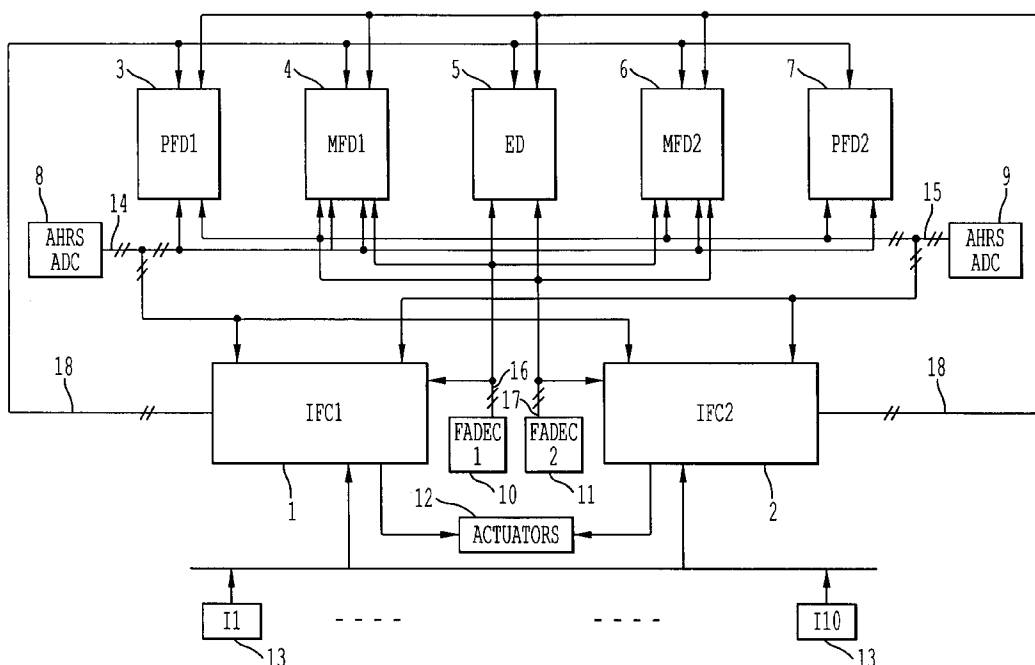 3
4
5
6
7
PFD1
MFD1
ED
MFD2
PFD2
8
14
15
9
AHRS
ADC
AHRS
ADC
18
IFC1
16
17
IFC2
18
FADEC
1
FADEC
2
1
10
11
2
12
ACTUATORS
I1
- - - -
- - - -
I10
13
13